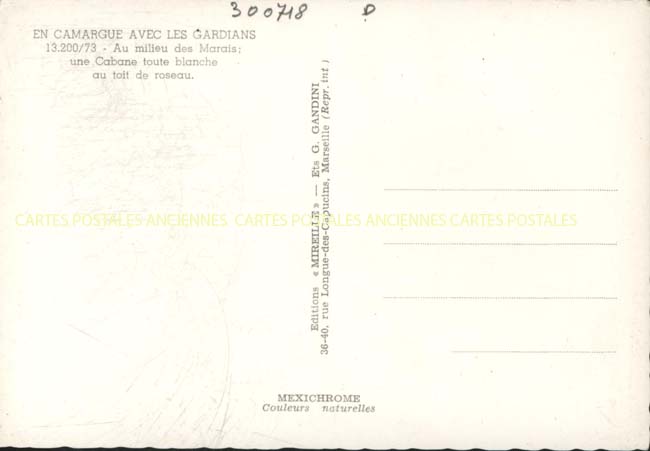 300718 D
EN CAMARGUE AVEC LES GARDIANS
13.200/73 - Au milieu des Marais;
une Cabane toute blanche
au toit de roseau.
Editions « MIREILLE » — Ets G. GANDINI
36-40, rue Longue-des-Capucins, Marseille (Repr. int)
CARTES POSTALES ANCIENNES CARTES POSTALES ANCIENNES CARTES POSTALES
MEXICHROME
Couleurs naturelles